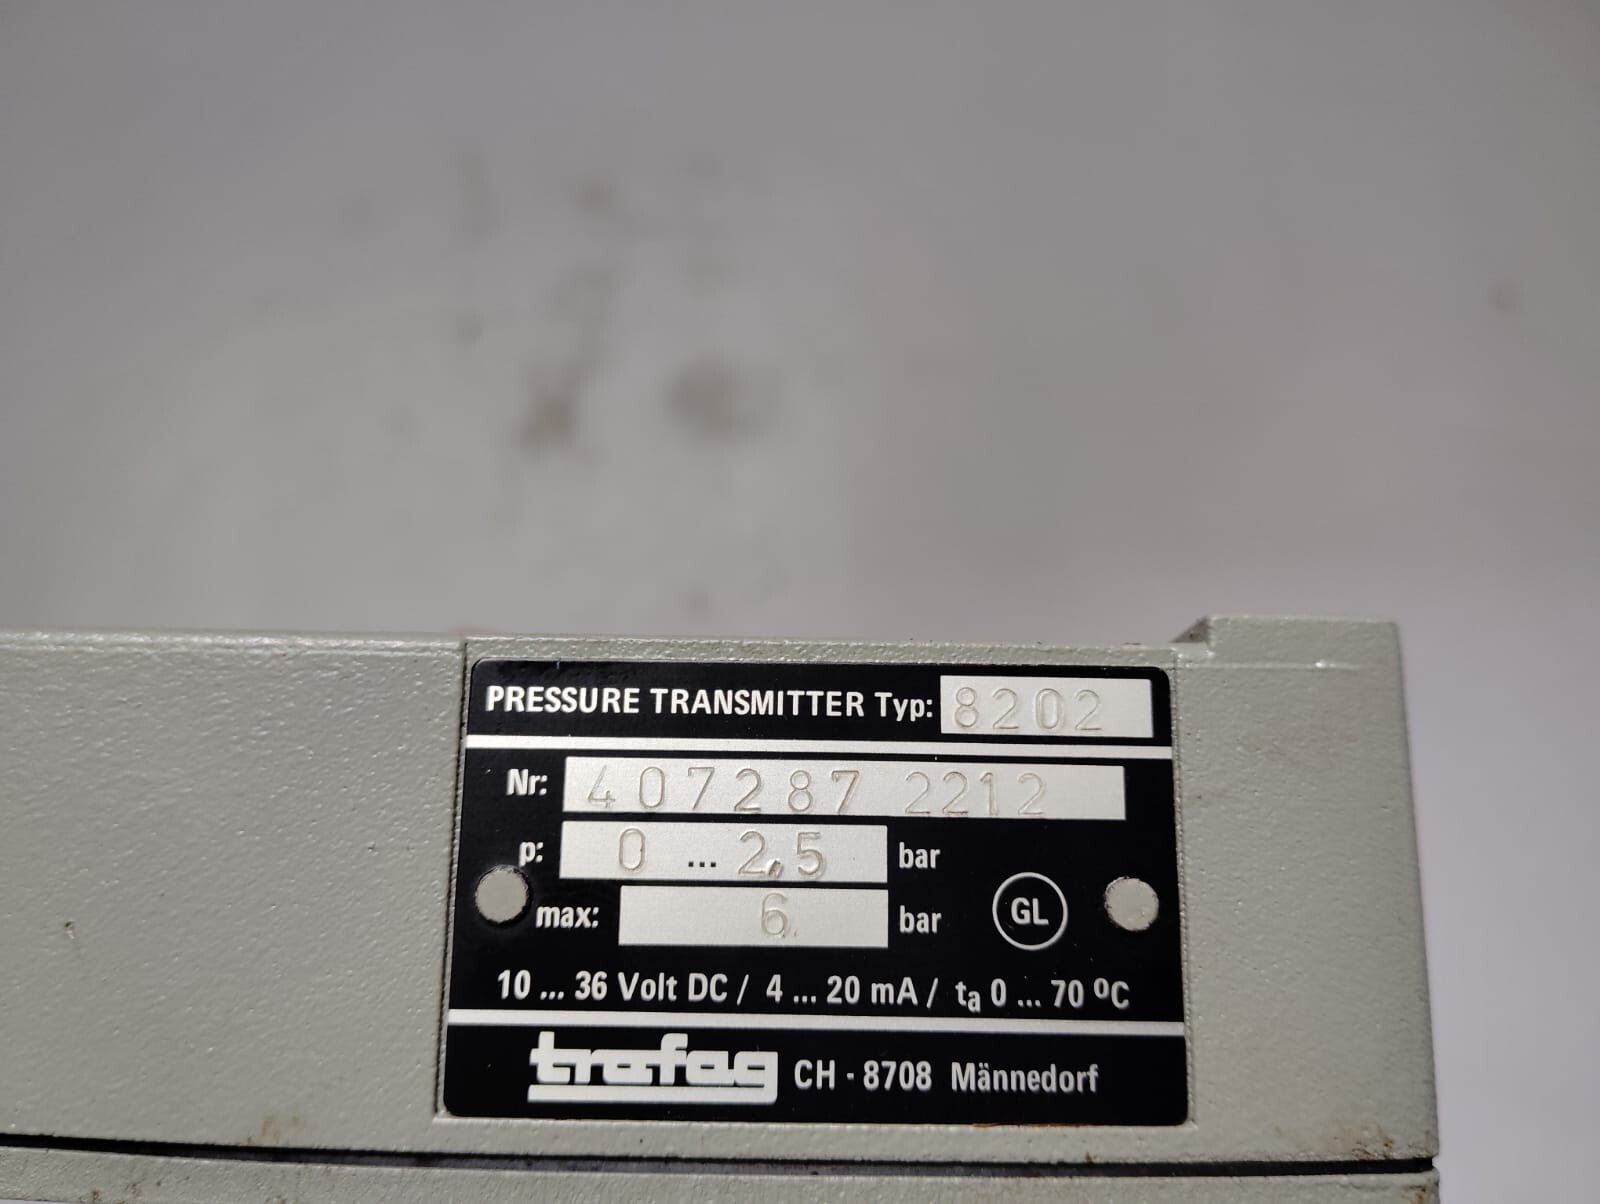 PRESSURE TRANSMITTER Typ: 8202
Nr: 407287 2212
p: 0 ... 2,5 bar
max: 6 bar GL
10 ... 36 Volt DC / 4 ... 20 mA / ta 0 ... 70 ºC
trafag CH - 8708 Männedorf